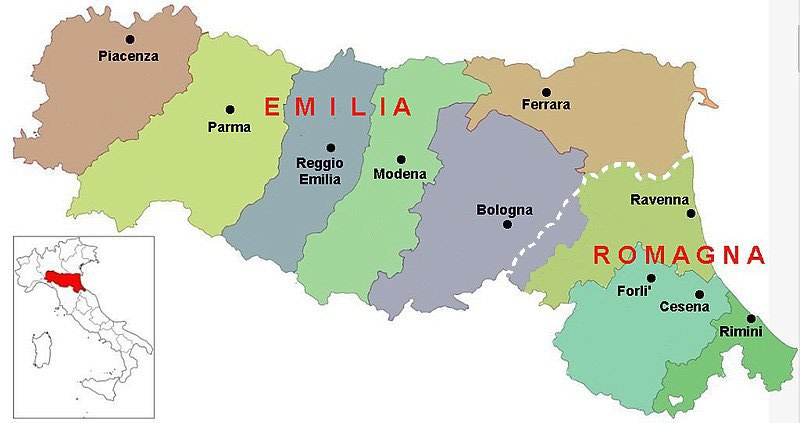 Piacenza
Ferrara
EMILIA
Parma
Reggio
Emilia
Modena
Ravenna
Bologna
ROMAGNA
Forli'
Cesena
Rimini